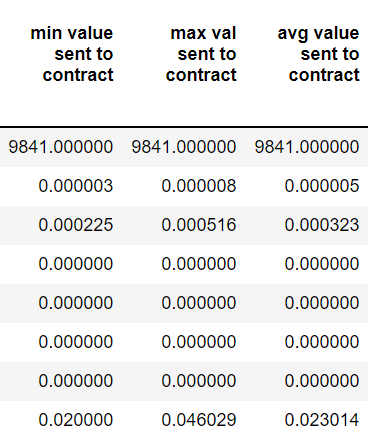 min value max val avg value
sent to sent to sent to
contract contract contract
9841.000000 9841.000000 9841.000000
0.000003 0.000008 0.000005
0.000225 0.000516 0.000323
0.000000 0.000000 0.000000
0.000000 0.000000 0.000000
0.000000 0.000000 0.000000
0.000000 0.000000 0.000000
0.020000 0.046029 0.023014